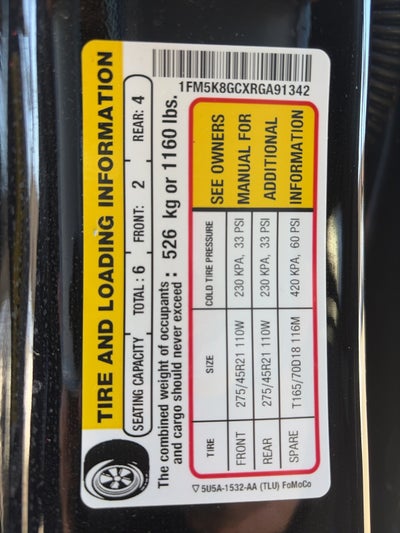 1FM5K8GCXRGA91342
TIRE AND LOADING INFORMATION
SEATING CAPACITY TOTAL : 6 FRONT: 2 REAR: 4
The combined weight of occupants
and cargo should never exceed : 526 kg or 1160 lbs.
TIRE SIZE COLD TIRE PRESSURE SEE OWNERS
FRONT 275/45R21 110W 230 KPA, 33 PSI MANUAL FOR
REAR 275/45R21 110W 230 KPA, 33 PSI ADDITIONAL
SPARE T165/70D18 116M 420 KPA, 60 PSI INFORMATION
▽ 5U5A-1532-AA (TLU) FoMoCo